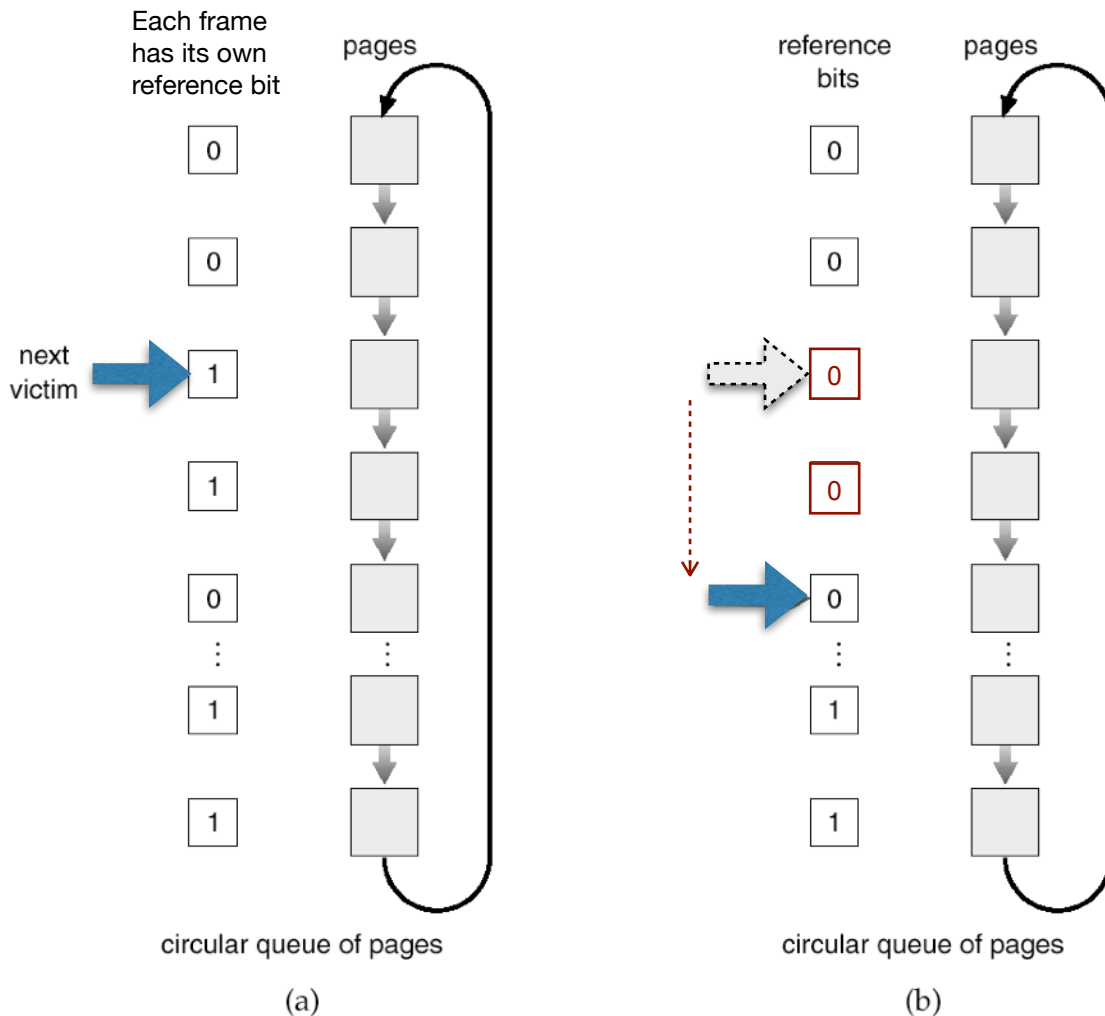 Each frame
has its own
reference bit
pages
0
0
next
victim
1
1
0
⋮
⋮
1
1
circular queue of pages
(a)
reference
bits
pages
0
0
0
0
0
⋮
⋮
1
1
circular queue of pages
(b)